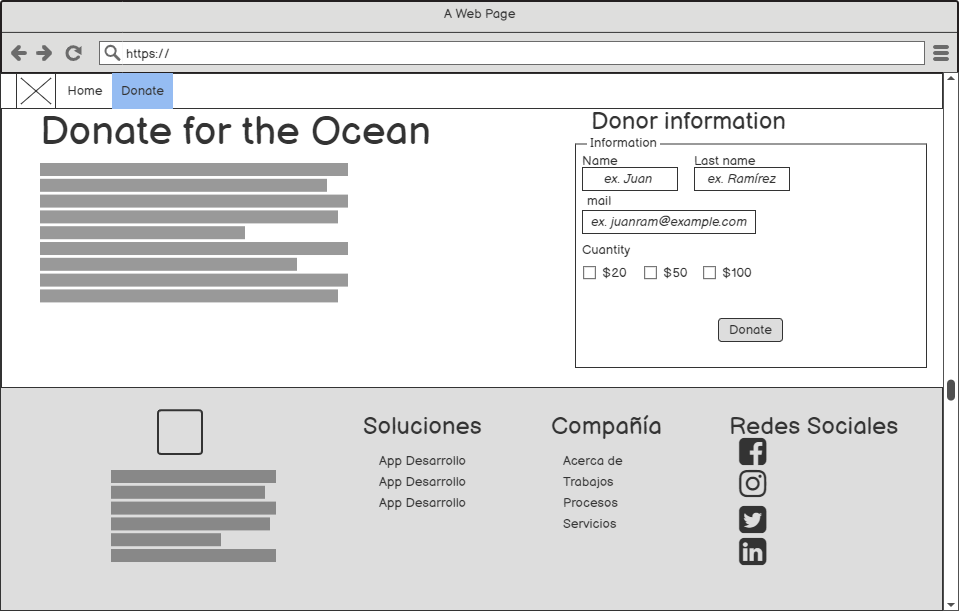 A Web Page
https://
Home Donate
Donate for the Ocean
Donor information
Information
Name Last name
ex. Juan ex. Ramírez
mail
ex. juanram@example.com
Cuantity
$20 $50 $100
Donate
Soluciones
App Desarrollo
App Desarrollo
App Desarrollo
Compañía
Acerca de
Trabajos
Procesos
Servicios
Redes Sociales